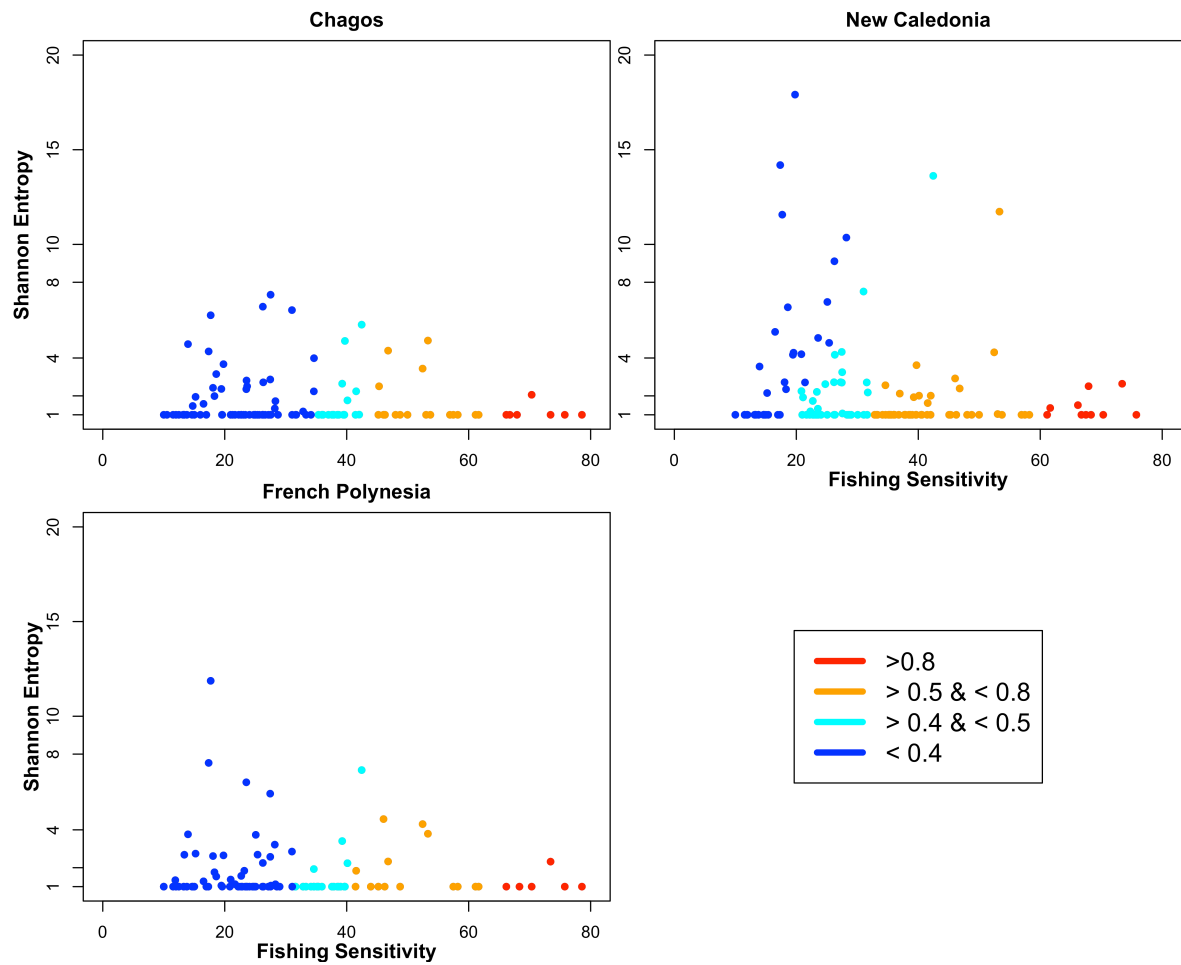 Chagos
20
15
10
8
4
1
Shannon Entropy
0 20 40 60 80
New Caledonia
20
15
10
8
4
1
0 20 40 60 80
Fishing Sensitivity
French Polynesia
20
15
10
8
4
1
Shannon Entropy
0 20 40 60 80
Fishing Sensitivity
>0.8
> 0.5 & < 0.8
> 0.4 & < 0.5
< 0.4